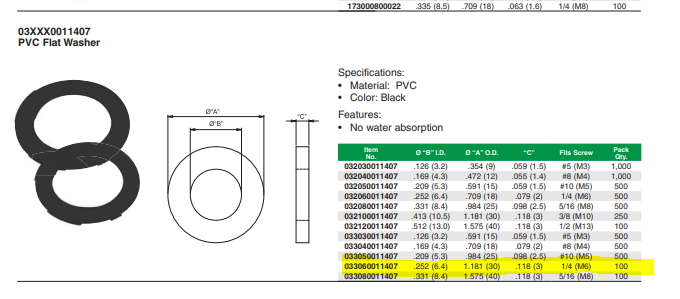 173000800022 .335 (8.5) .709 (18) .063 (1.6) 1/4 (M8) 100
03XXX0011407
PVC Flat Washer
Specifications:
• Material: PVC
• Color: Black
Features:
• No water absorption
Ø"A"
Ø"B"
"C"
Item No. Ø "B" I.D. Ø "A" O.D. "C" Fits Screw Pack Qty.
032030011407 .126 (3.2) .354 (9) .059 (1.5) #5 (M3) 1,000
032040011407 .169 (4.3) .472 (12) .055 (1.4) #8 (M4) 1,000
032050011407 .209 (5.3) .591 (15) .059 (1.5) #10 (M5) 500
032060011407 .252 (6.4) .709 (18) .079 (2) 1/4 (M6) 500
032080011407 .331 (8.4) .984 (25) .098 (2.5) 5/16 (M8) 500
032100011407 .413 (10.5) 1.181 (30) .118 (3) 3/8 (M10) 250
032120011407 .512 (13.0) 1.575 (40) .118 (3) 1/2 (M13) 100
033030011407 .126 (3.2) .591 (15) .059 (1.5) #5 (M3) 500
033040011407 .169 (4.3) .709 (18) .079 (2) #8 (M4) 500
033050011407 .209 (5.3) .984 (25) .098 (2.5) #10 (M5) 500
033060011407 .252 (6.4) 1.181 (30) .118 (3) 1/4 (M6) 100
033080011407 .331 (8.4) 1.575 (40) .118 (3) 5/16 (M8) 100